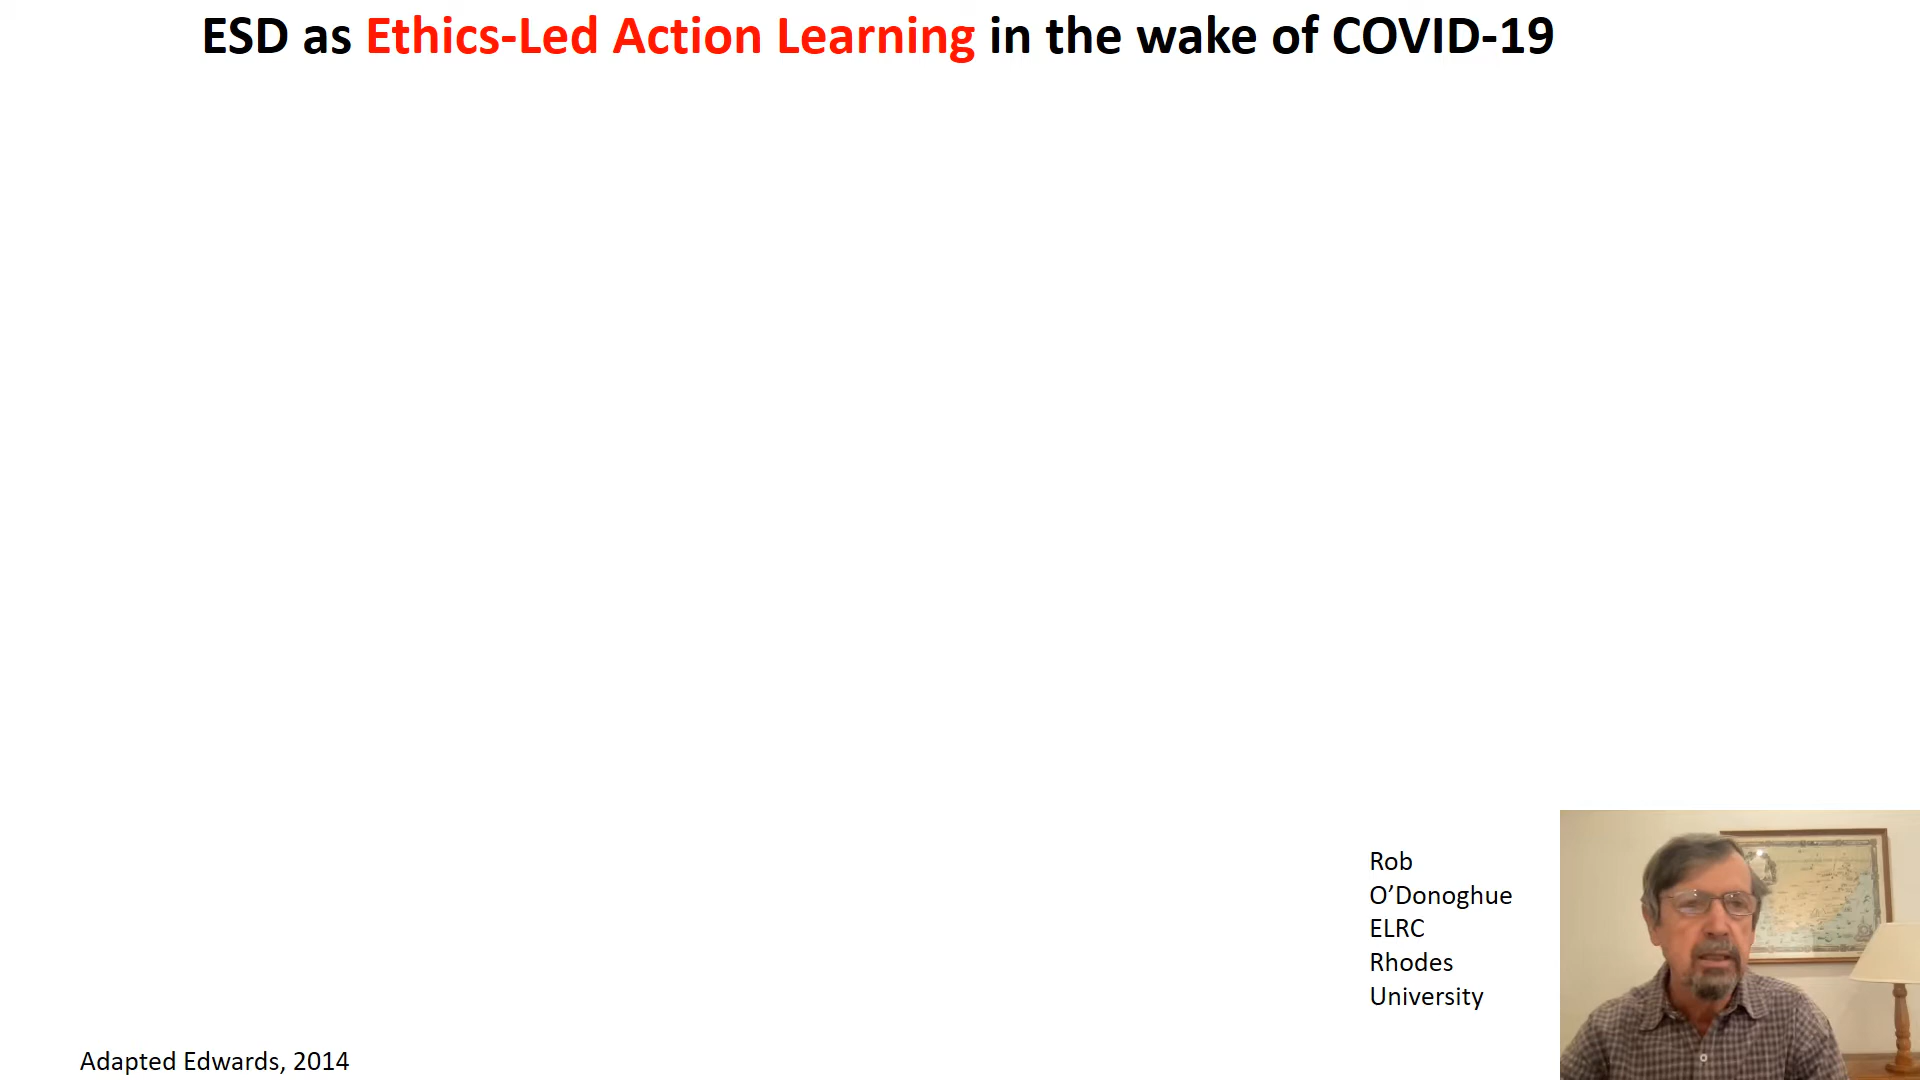 ESD as Ethics-Led Action Learning in the wake of COVID-19
Rob
O’Donoghue
ELRC
Rhodes
University
Adapted Edwards, 2014